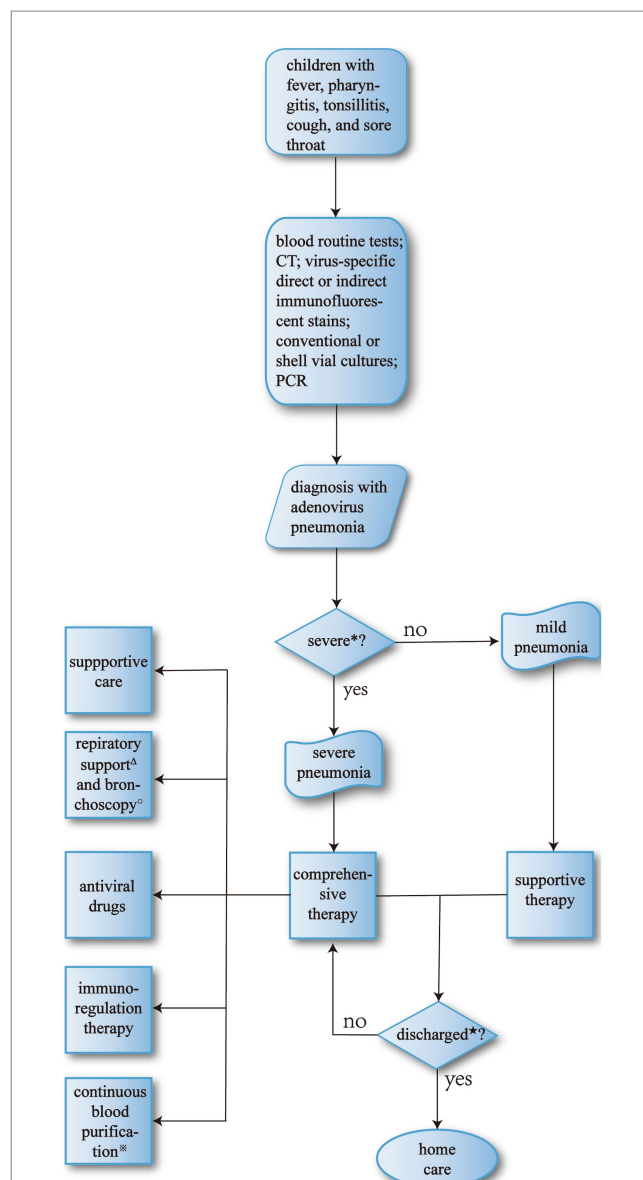 children with
fever, pharyn-
gitis, tonsillitis,
cough, and sore
throat
blood routine tests;
CT; virus-specific
direct or indirect
immunofluores-
cent stains;
conventional or
shell vial cultures;
PCR
diagnosis with
adenovirus
pneumonia
severe*?
no
mild
pneumonia
yes
severe
pneumonia
suppportive
care
repiratory
supportᐃ
and bron-
choscopy○
antiviral
drugs
immuno-
regulation
therapy
continuous
blood
purifica-
tion※
comprehen-
sive therapy
supportive
therapy
no
discharged★?
yes
home
care